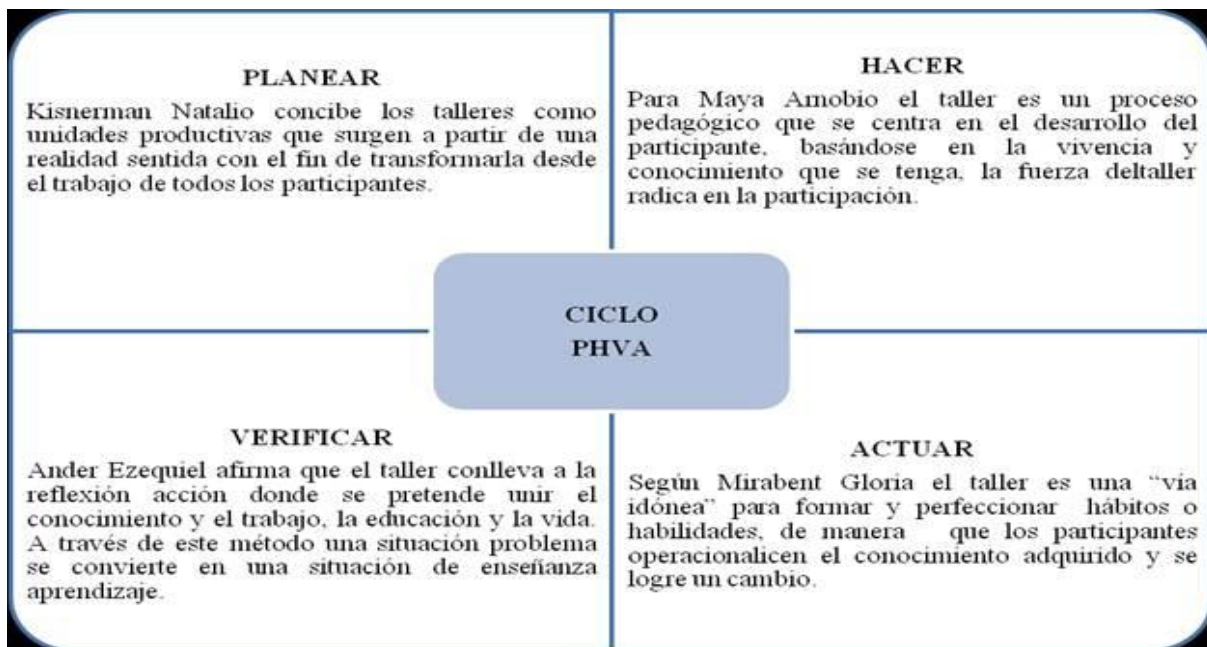 PLANEAR
Kisnerman Natalio concibe los talleres como
unidades productivas que surgen a partir de una
realidad sentida con el fin de transformarla desde
el trabajo de todos los participantes.
HACER
Para Maya Arnobio el taller es un proceso
pedagógico que se centra en el desarrollo del
participante, basándose en la vivencia y
conocimiento que se tenga, la fuerza deltaller
radica en la participación.
CICLO
PHVA
VERIFICAR
Ander Ezequiel afirma que el taller conlleva a la
reflexión acción donde se pretende unir el
conocimiento y el trabajo, la educación y la vida.
A través de este método una situación problema
se convierte en una situación de enseñanza
aprendizaje.
ACTUAR
Según Mirabent Gloria el taller es una “vía
idónea” para formar y perfeccionar hábitos o
habilidades, de manera que los participantes
operacionalicen el conocimiento adquirido y se
logre un cambio.